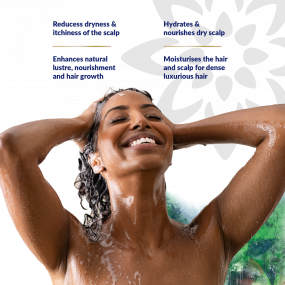 Reduces dryness &
itchiness of the scalp
Enhances natural
lustre, nourishment
and hair growth
Hydrates &
nourishes dry scalp
Moisturises the hair
and scalp for dense
luxurious hair